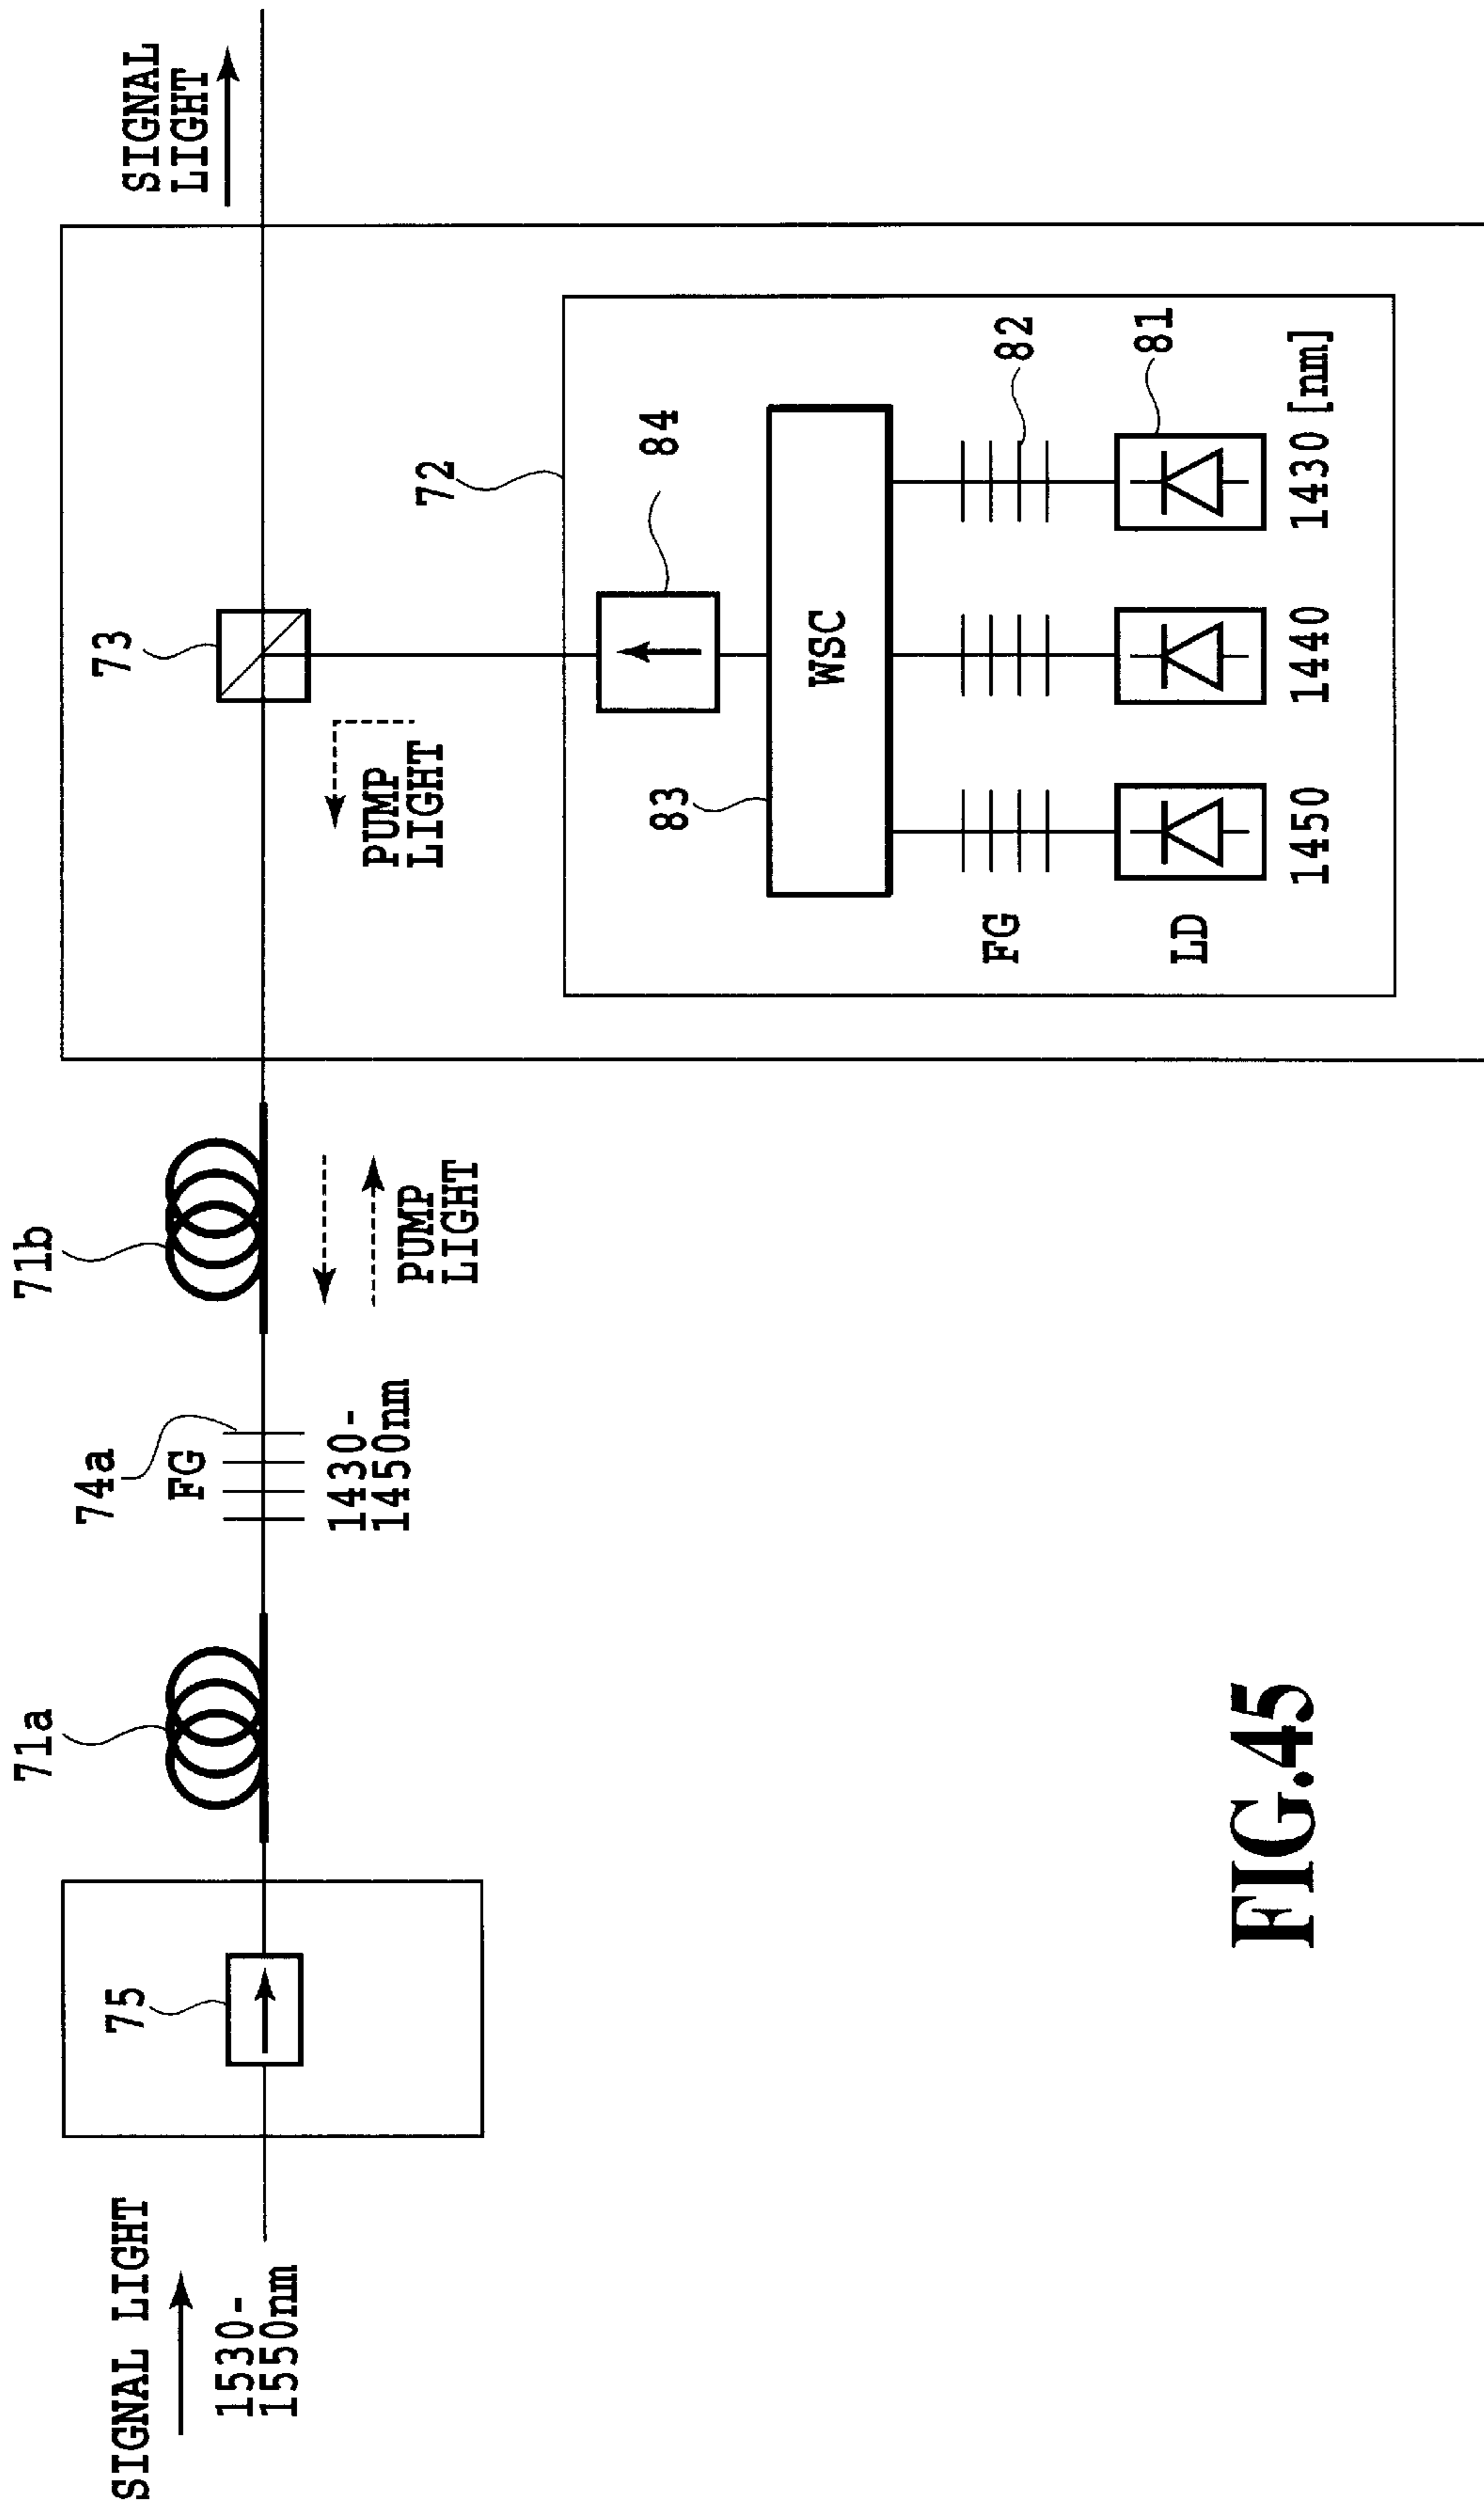 SIGNAL LIGHT
1530-
1550nm
75
71a
74a
FG
1430-
1450nm
71b
PUMP
LIGHT
73
PUMP
LIGHT
SIGNAL
LIGHT
72
84
83
WSC
FG
82
LD
81
1450
1440
1430 [nm]
FIG.45